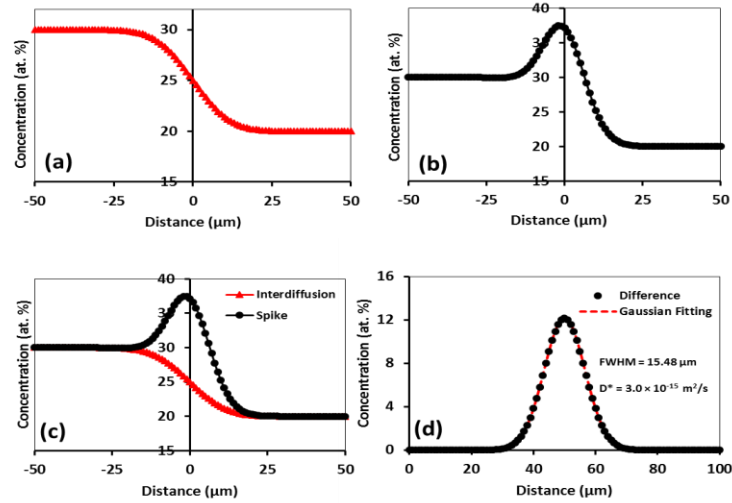 30
25
20
15
-50
-25
0
25
50
Concentration (at. %)
Distance (µm)
(a)
40
35
30
25
20
15
-50
-25
0
25
50
Concentration (at. %)
Distance (µm)
(b)
40
35
30
25
20
15
-50
-25
0
25
50
Concentration (at. %)
Distance (µm)
Interdiffusion
Spike
(c)
16
12
8
4
0
0
20
40
60
80
100
Concentration (at. %)
Distance (µm)
Difference
Gaussian Fitting
FWHM = 15.48 µm
D* = 3.0 × 10⁻¹⁵ m²/s
(d)